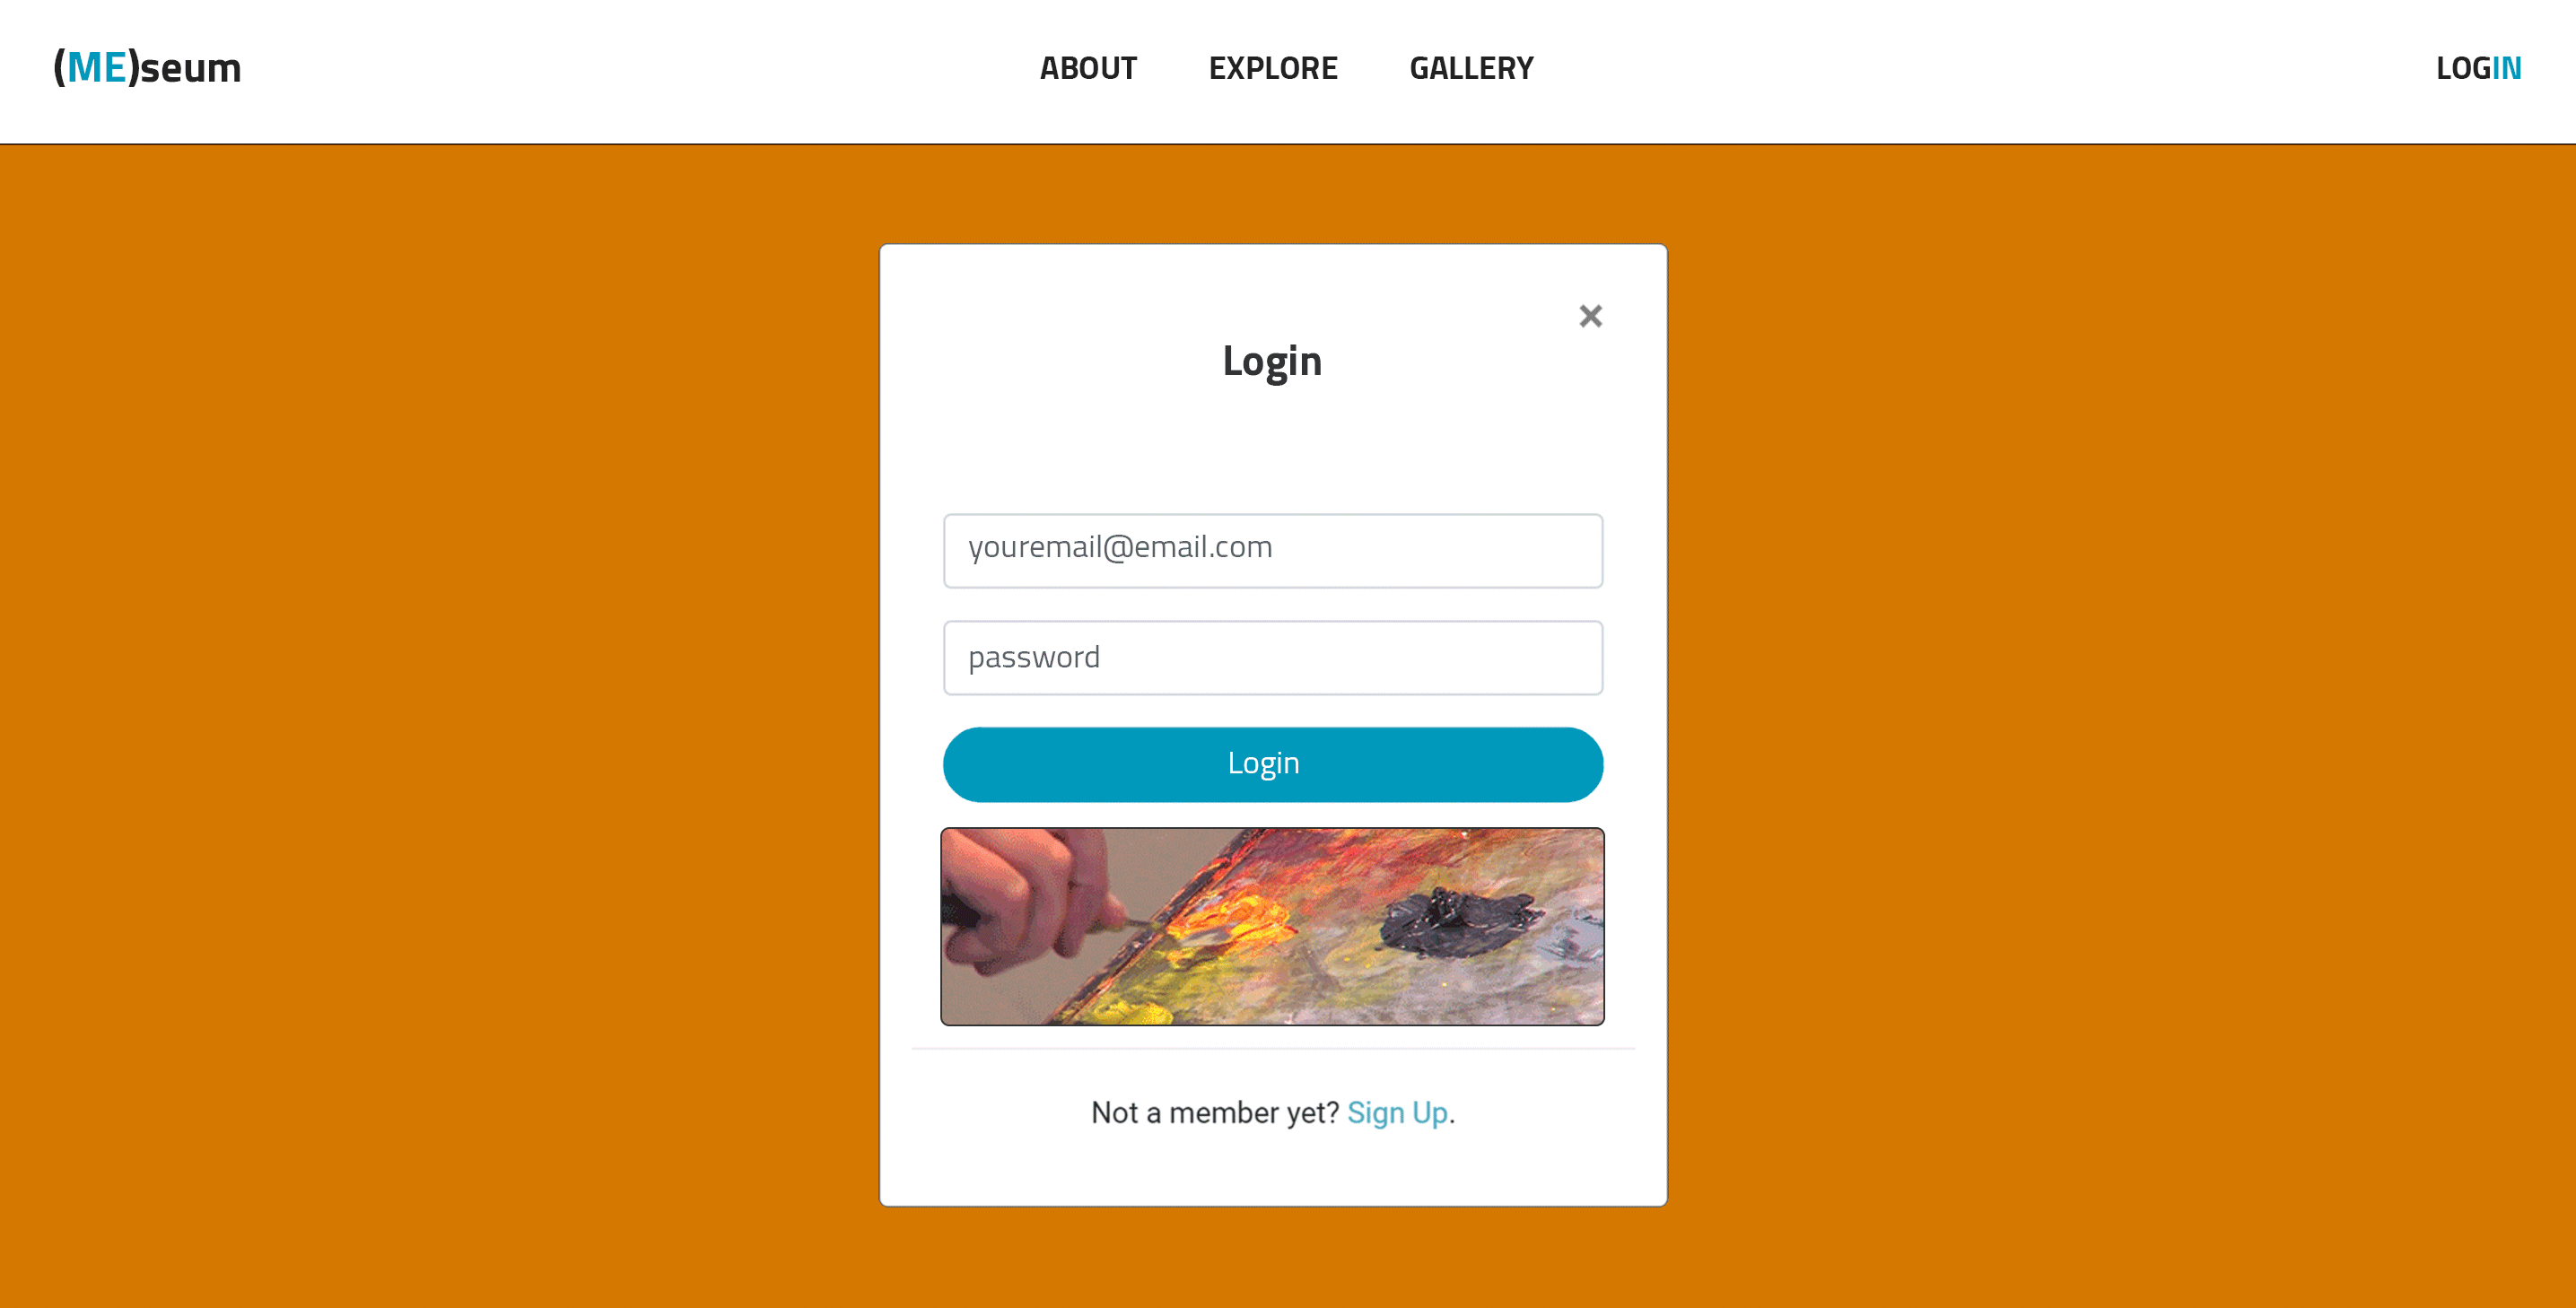 (ME)seum
ABOUT EXPLORE GALLERY
LOGIN
×
Login
youremail@email.com
password
Login
Not a member yet? Sign Up.